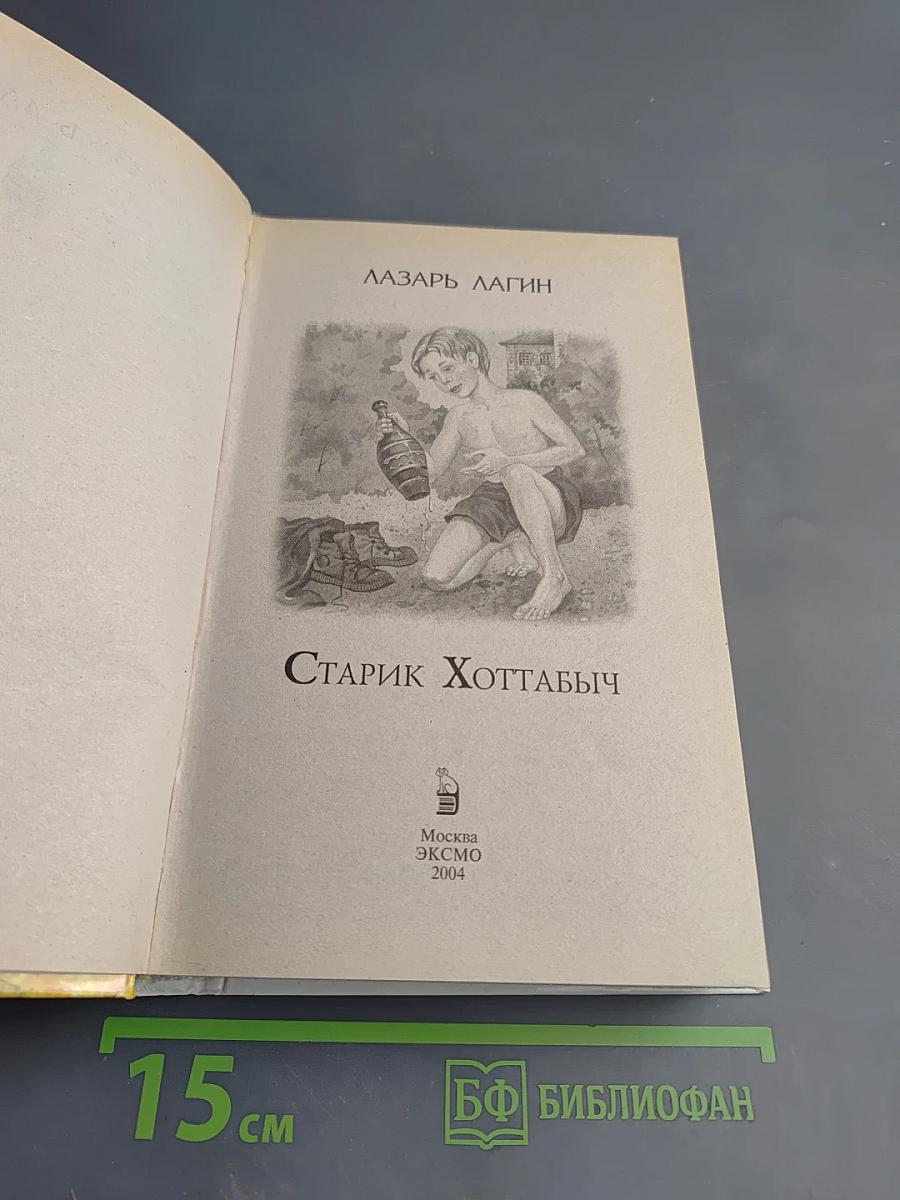 ЛАЗАРЬ ЛАГИН
СТАРИК ХОТТАБЫЧ
Москва
ЭКСМО
2004
15 см
БФ БИБЛИОФАН